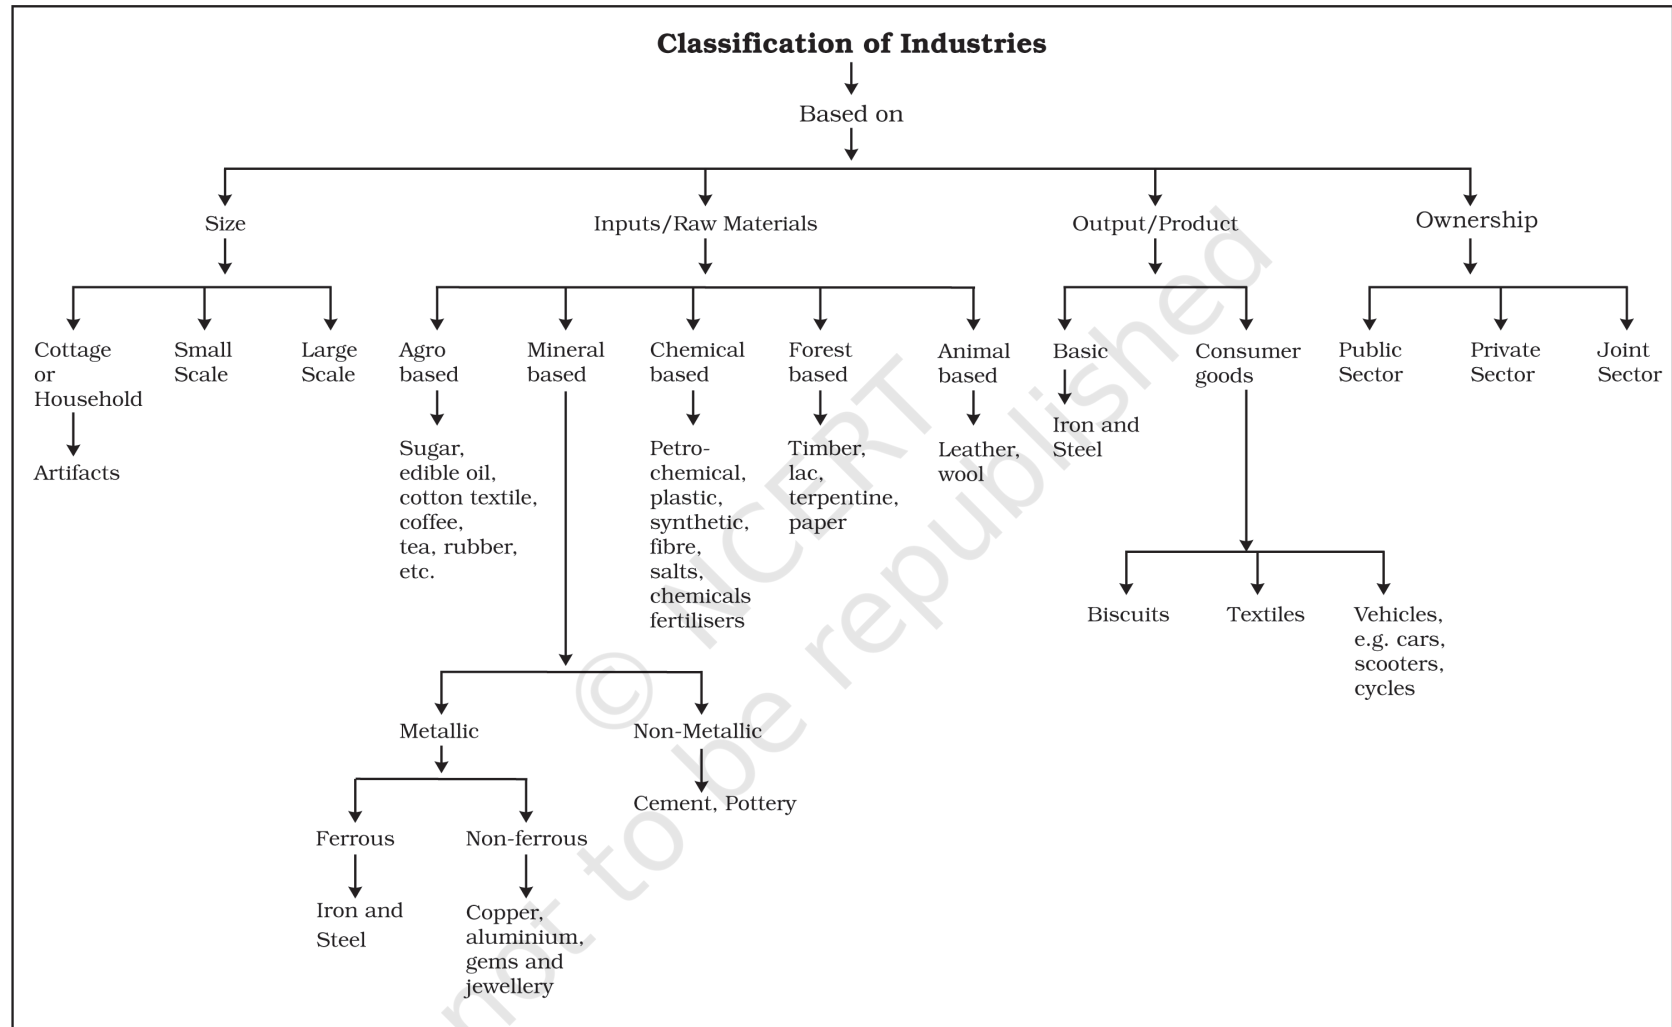 Classification of Industries
Based on
Size
Inputs/Raw Materials
Output/Product
Ownership
Cottage
or
Household
Small
Scale
Large
Scale
Agro
based
Mineral
based
Chemical
based
Forest
based
Animal
based
Basic
Consumer
goods
Public
Sector
Private
Sector
Joint
Sector
Artifacts
Sugar,
edible oil,
cotton textile,
coffee,
tea, rubber,
etc.
Petro-
chemical,
plastic,
synthetic,
fibre,
salts,
chemicals
fertilisers
Timber,
lac,
terpentine,
paper
Leather,
wool
Iron and
Steel
Biscuits
Textiles
Vehicles,
e.g. cars,
scooters,
cycles
Metallic
Non-Metallic
Cement, Pottery
Ferrous
Non-ferrous
Iron and
Steel
Copper,
aluminium,
gems and
jewellery
© NCERT
not to be republished